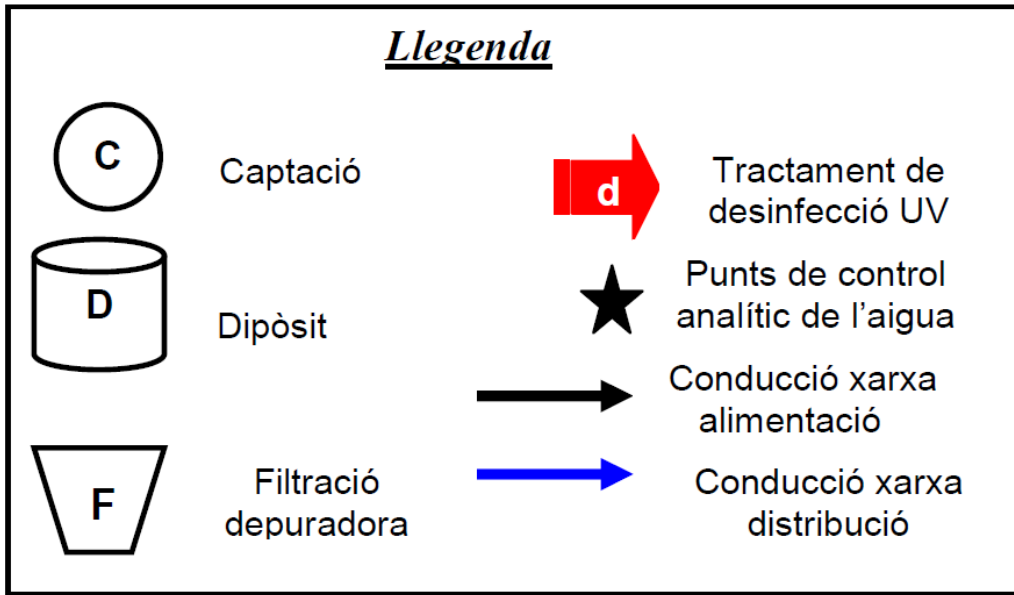 Llegenda
C
Captació
D
Dipòsit
F
Filtració
depuradora
d
Tractament de
desinfecció UV
Punts de control
analític de l'aigua
Conducció xarxa
alimentació
Conducció xarxa
distribució